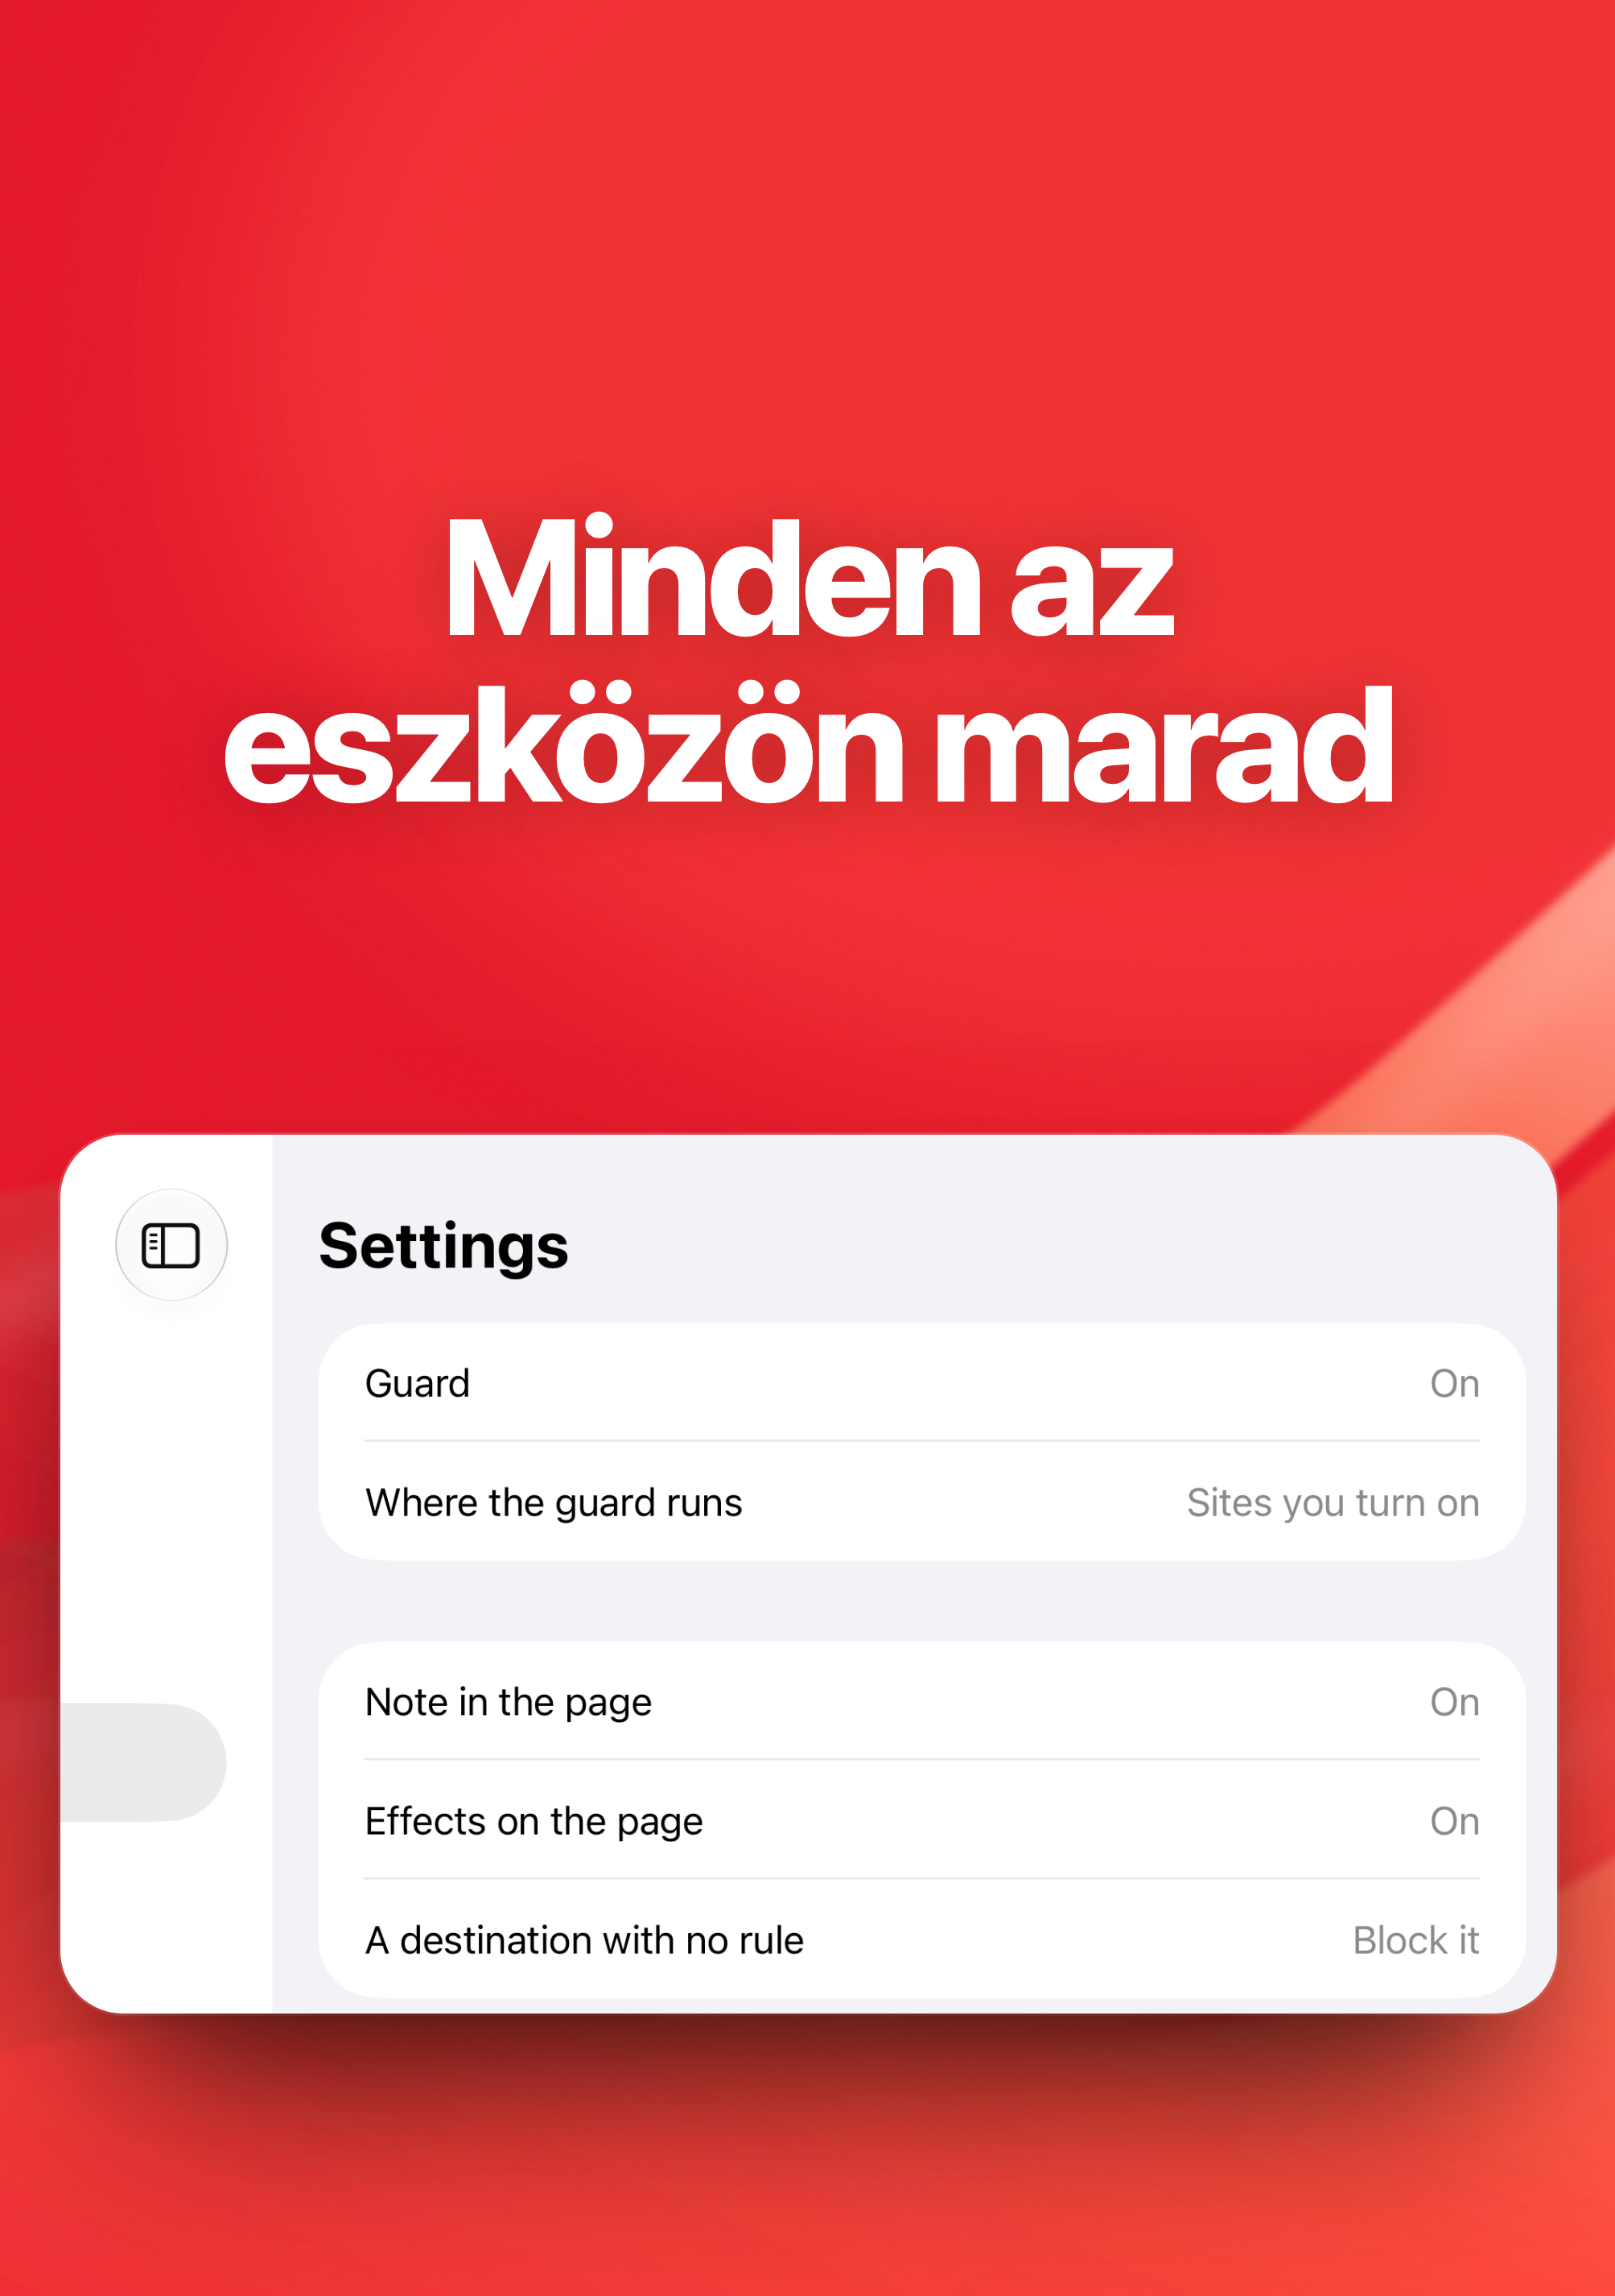 Minden az
eszközön marad
Settings
Guard On
Where the guard runs Sites you turn on
Note in the page On
Effects on the page On
A destination with no rule Block it